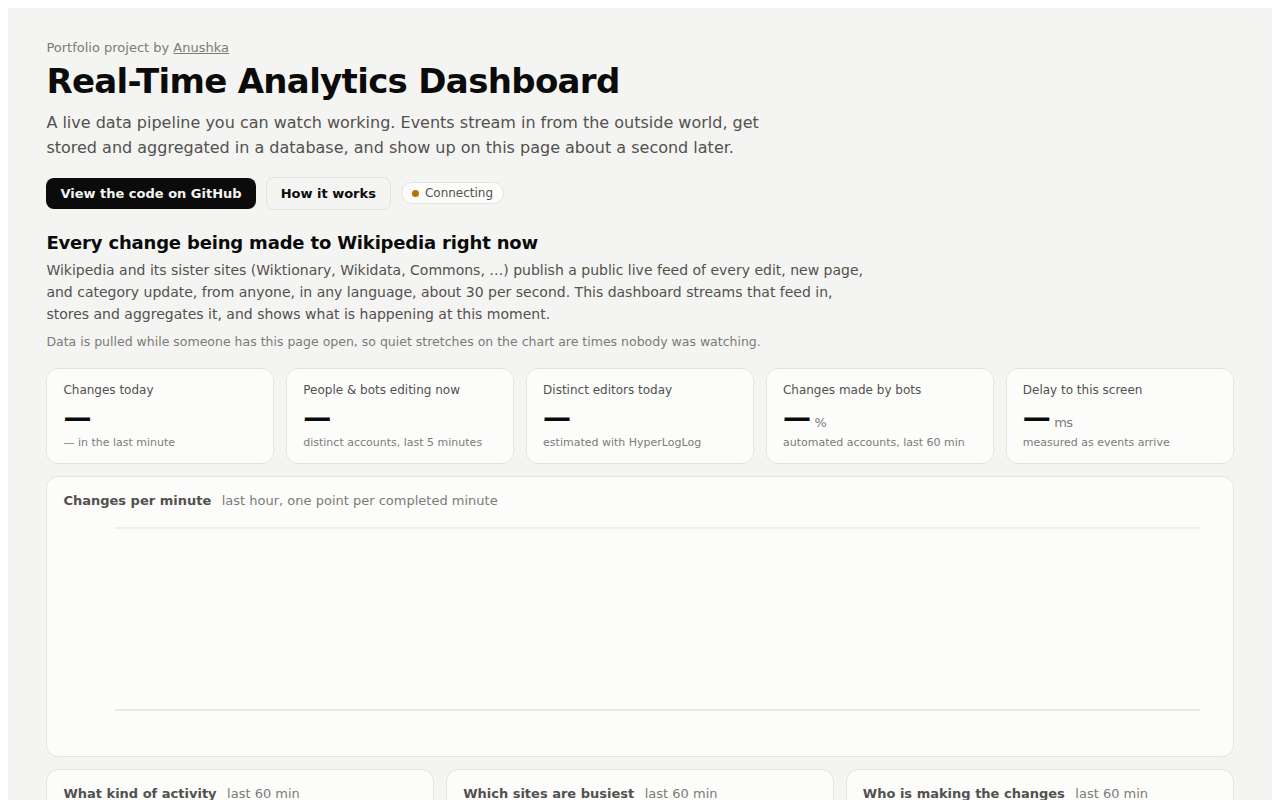 Portfolio project by Anushka
Real-Time Analytics Dashboard
A live data pipeline you can watch working. Events stream in from the outside world, get
stored and aggregated in a database, and show up on this page about a second later.
View the code on GitHub
How it works
Connecting
Every change being made to Wikipedia right now
Wikipedia and its sister sites (Wiktionary, Wikidata, Commons, …) publish a public live feed of every edit, new page,
and category update, from anyone, in any language, about 30 per second. This dashboard streams that feed in,
stores and aggregates it, and shows what is happening at this moment.
Data is pulled while someone has this page open, so quiet stretches on the chart are times nobody was watching.
Changes today
—
— in the last minute
People & bots editing now
—
distinct accounts, last 5 minutes
Distinct editors today
—
estimated with HyperLogLog
Changes made by bots
— %
automated accounts, last 60 min
Delay to this screen
— ms
measured as events arrive
Changes per minute last hour, one point per completed minute
What kind of activity last 60 min
Which sites are busiest last 60 min
Who is making the changes last 60 min